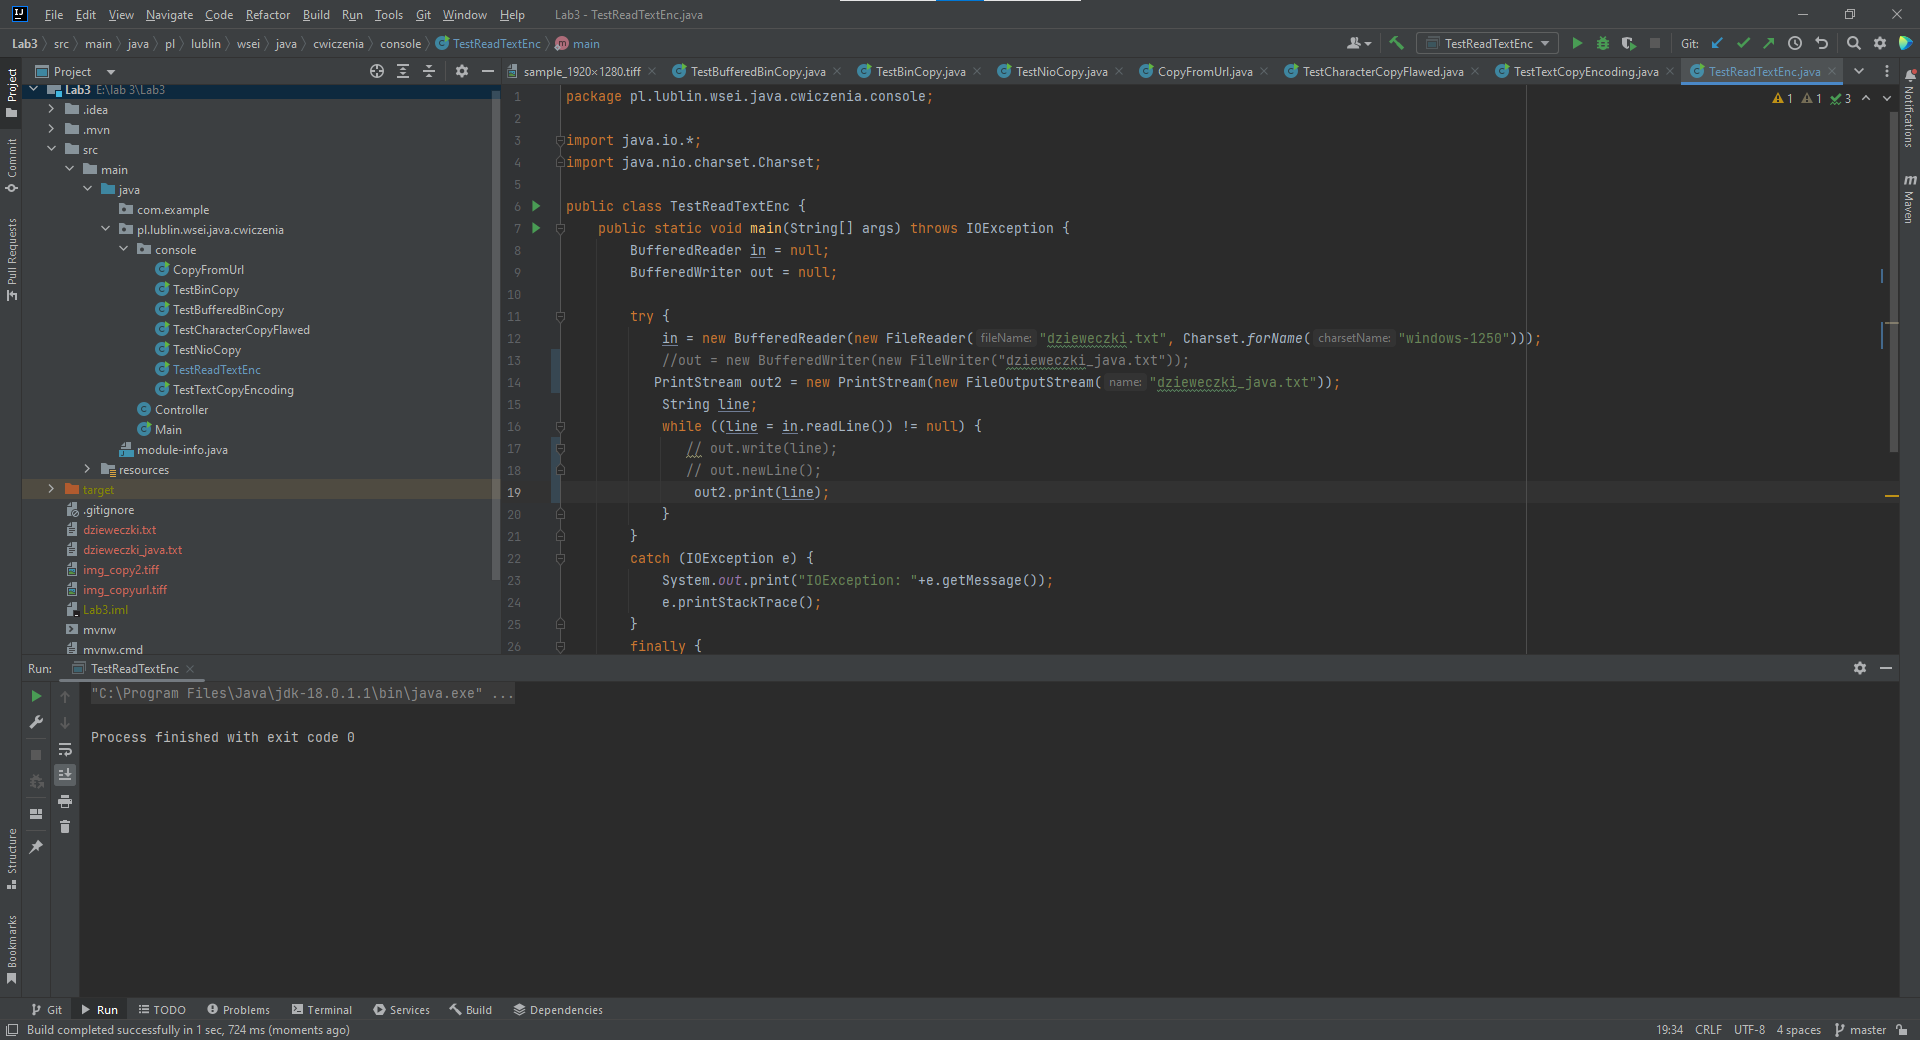 File Edit View Navigate Code Refactor Build Run Tools Git Window Help Lab3 - TestReadTextEnc.java
Lab3 src main java pl lublin wsei java cwiczenia console TestReadTextEnc m main TestReadTextEnc Git:
Project
sample_1920×1280.tiff TestBufferedBinCopy.java TestBinCopy.java TestNioCopy.java CopyFromUrl.java TestCharacterCopyFlawed.java TestTextCopyEncoding.java TestReadTextEnc.java
Project
Commit
Pull Requests
Structure
Bookmarks
Lab3 E:\lab 3\Lab3
.idea
.mvn
src
main
java
com.example
pl.lublin.wsei.java.cwiczenia
console
CopyFromUrl
TestBinCopy
TestBufferedBinCopy
TestCharacterCopyFlawed
TestNioCopy
TestReadTextEnc
TestTextCopyEncoding
Controller
Main
module-info.java
resources
target
.gitignore
dzieweczki.txt
dzieweczki_java.txt
img_copy2.tiff
img_copyurl.tiff
Lab3.iml
mvnw
mvnw.cmd
1 package pl.lublin.wsei.java.cwiczenia.console;
2
3 import java.io.*;
4 import java.nio.charset.Charset;
5
6 public class TestReadTextEnc {
7 public static void main(String[] args) throws IOException {
8 BufferedReader in = null;
9 BufferedWriter out = null;
10
11 try {
12 in = new BufferedReader(new FileReader( fileName: "dzieweczki.txt", Charset.forName( charsetName: "windows-1250")));
13 //out = new BufferedWriter(new FileWriter("dzieweczki_java.txt"));
14 PrintStream out2 = new PrintStream(new FileOutputStream( name: "dzieweczki_java.txt"));
15 String line;
16 while ((line = in.readLine()) != null) {
17 // out.write(line);
18 // out.newLine();
19 out2.print(line);
20 }
21 }
22 catch (IOException e) {
23 System.out.print("IOException: "+e.getMessage());
24 e.printStackTrace();
25 }
26 finally {
1 1 3
Notifications
m Maven
Run: TestReadTextEnc
"C:\Program Files\Java\jdk-18.0.1.1\bin\java.exe" ...
Process finished with exit code 0
Git Run TODO Problems Terminal Services Build Dependencies
Build completed successfully in 1 sec, 724 ms (moments ago) 19:34 CRLF UTF-8 4 spaces master